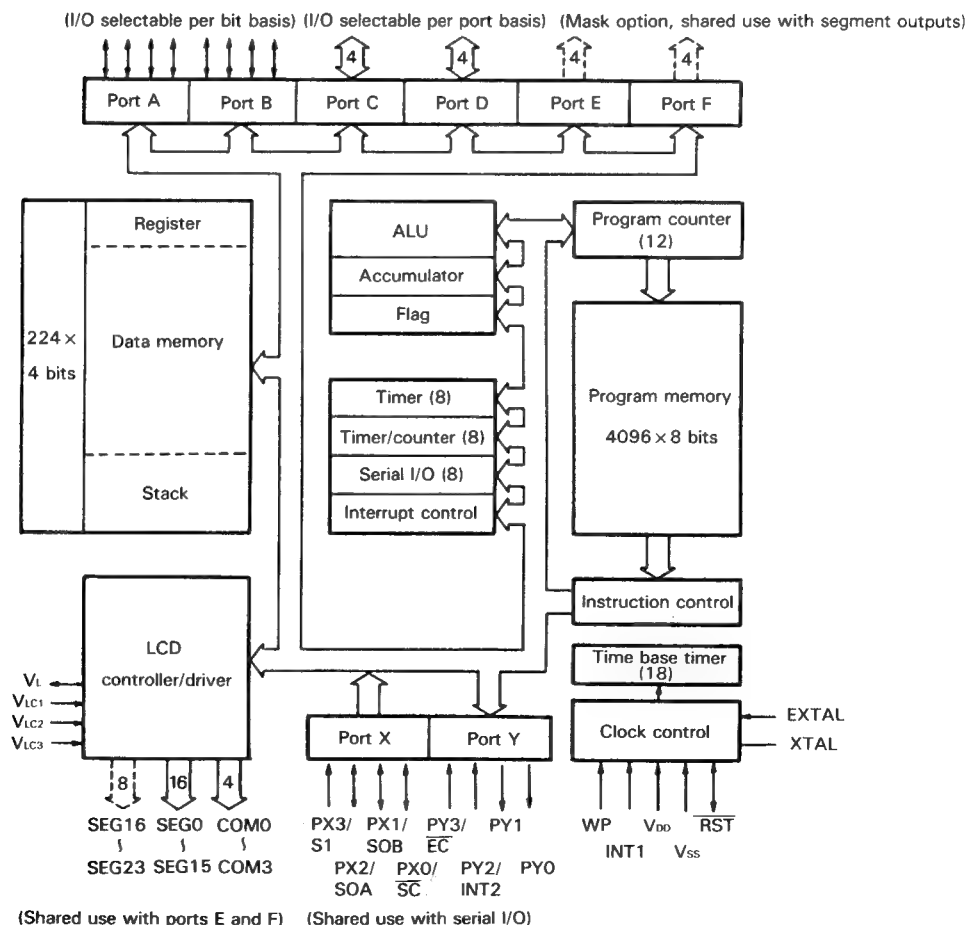 (I/O selectable per bit basis) (I/O selectable per port basis) (Mask option, shared use with segment outputs)
4 4 4 4
Port A Port B Port C Port D Port E Port F
Register
224×
4 bits
Data memory
Stack
ALU
Accumulator
Flag
Timer (8)
Timer/counter (8)
Serial I/O (8)
Interrupt control
Program counter
(12)
Program memory
4096×8 bits
Instruction control
Time base timer
(18)
Clock control
EXTAL
XTAL
LCD
controller/driver
VL
VLC1
VLC2
VLC3
Port X Port Y
8 16 4
SEG16 SEG0 COM0
∫ ∫ ∫
SEG23 SEG15 COM3
PX3/ PX1/ PY3/ PY1
S1 SOB EC
PX2/ PX0/ PY2/ PY0
SOA SC INT2
WP VDD RST
INT1 VSS
(Shared use with ports E and F) (Shared use with serial I/O)